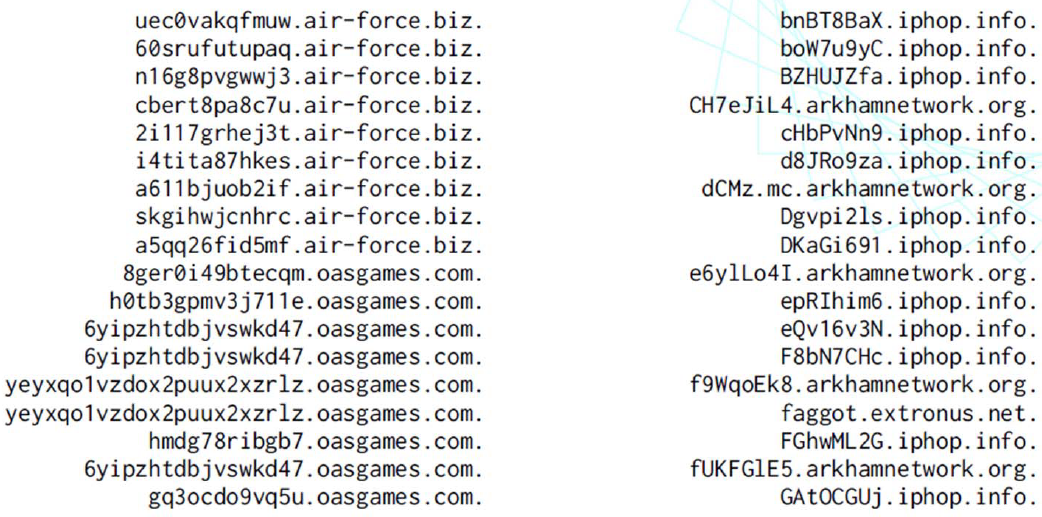 uec0vakqfmuw.air-force.biz.
60srufutupaq.air-force.biz.
n16g8pvgwwj3.air-force.biz.
cbert8pa8c7u.air-force.biz.
2i117grhej3t.air-force.biz.
i4tita87hkes.air-force.biz.
a611bjuob2if.air-force.biz.
skgihwjcnhrc.air-force.biz.
a5qq26fid5mf.air-force.biz.
8ger0i49btecqm.oasgames.com.
h0tb3gpmv3j711e.oasgames.com.
6yipzhtdbjvswkd47.oasgames.com.
6yipzhtdbjvswkd47.oasgames.com.
yeyxqo1vzdox2puux2xzrlz.oasgames.com.
yeyxqo1vzdox2puux2xzrlz.oasgames.com.
hmdg78ribgb7.oasgames.com.
6yipzhtdbjvswkd47.oasgames.com.
gq3ocdo9vq5u.oasgames.com.
bnBT8BaX.iphop.info.
boW7u9yC.iphop.info.
BZHUJZfa.iphop.info.
CH7eJiL4.arkhamnetwork.org.
cHbPvNn9.iphop.info.
d8JRo9za.iphop.info.
dCMz.mc.arkhamnetwork.org.
Dgvpi2ls.iphop.info.
DKaGi691.iphop.info.
e6ylLo4I.arkhamnetwork.org.
epRIhim6.iphop.info.
eQv16v3N.iphop.info.
F8bN7CHc.iphop.info.
f9WqoEk8.arkhamnetwork.org.
faggot.extronus.net.
FGhwML2G.iphop.info.
fUKFGlE5.arkhamnetwork.org.
GAtOCGUj.iphop.info.